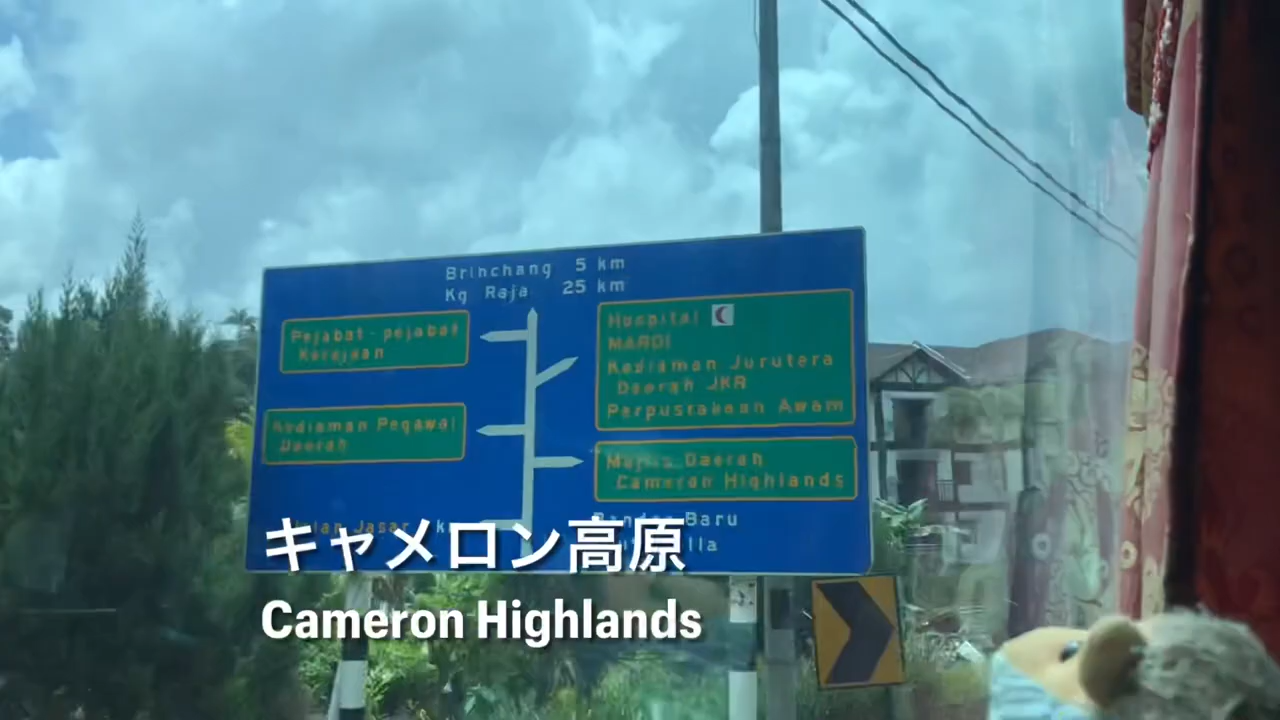 Brinchang 5 km
Kg Raja 25 km
Pejabat - pejabat
Kerajaan
Hospital
MARDI
Kediaman Jurutera
Daerah JKR
Perpustakaan Awam
Kediaman Pegawai
Daerah
Majlis Daerah
Cameron Highlands
Jasar
Baru
キャメロン高原
Cameron Highlands